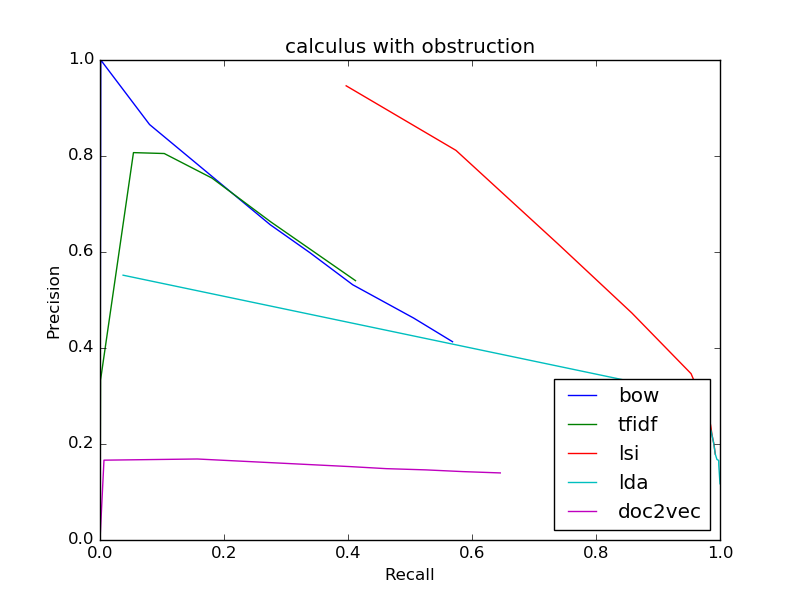 calculus with obstruction
1.0
0.8
0.6
0.4
0.2
0.0
Precision
bow
tfidf
lsi
lda
doc2vec
0.0 0.2 0.4 0.6 0.8 1.0
Recall